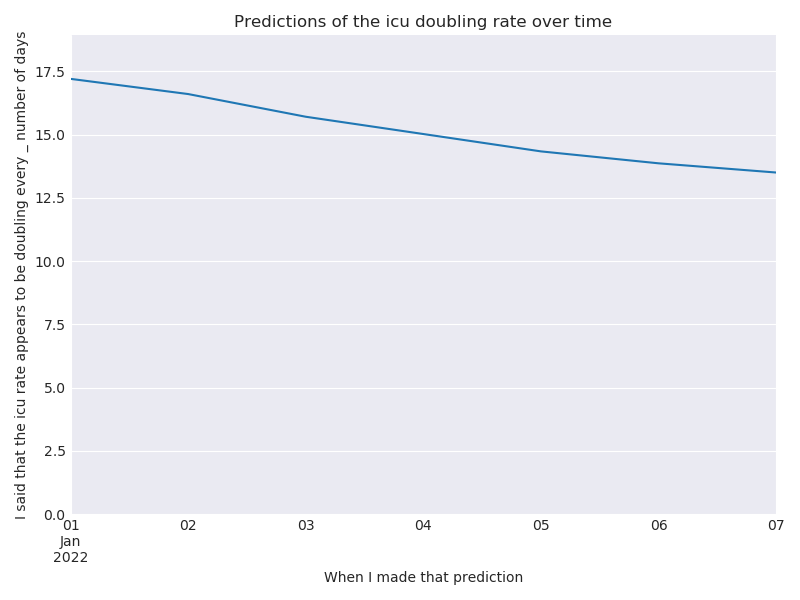 Predictions of the icu doubling rate over time
I said that the icu rate appears to be doubling every _ number of days
17.5
15.0
12.5
10.0
7.5
5.0
2.5
0.0
01 02 03 04 05 06 07
Jan
2022
When I made that prediction